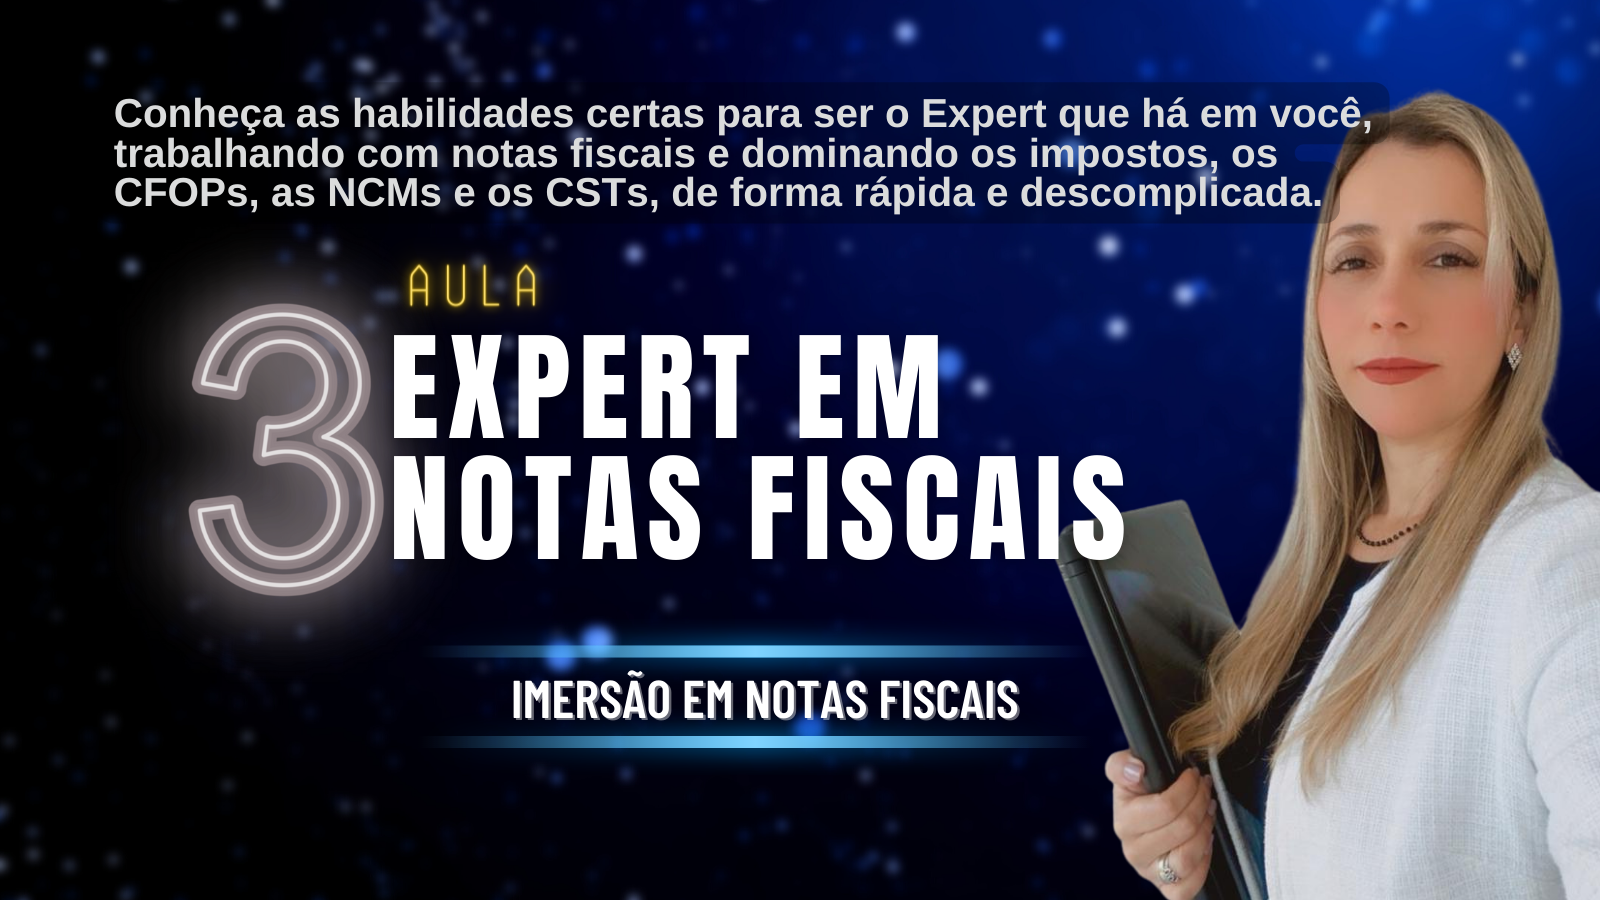 Conheça as habilidades certas para ser o Expert que há em você,
trabalhando com notas fiscais e dominando os impostos, os
CFOPs, as NCMs e os CSTs, de forma rápida e descomplicada.
AULA
3
EXPERT EM
NOTAS FISCAIS
IMERSÃO EM NOTAS FISCAIS